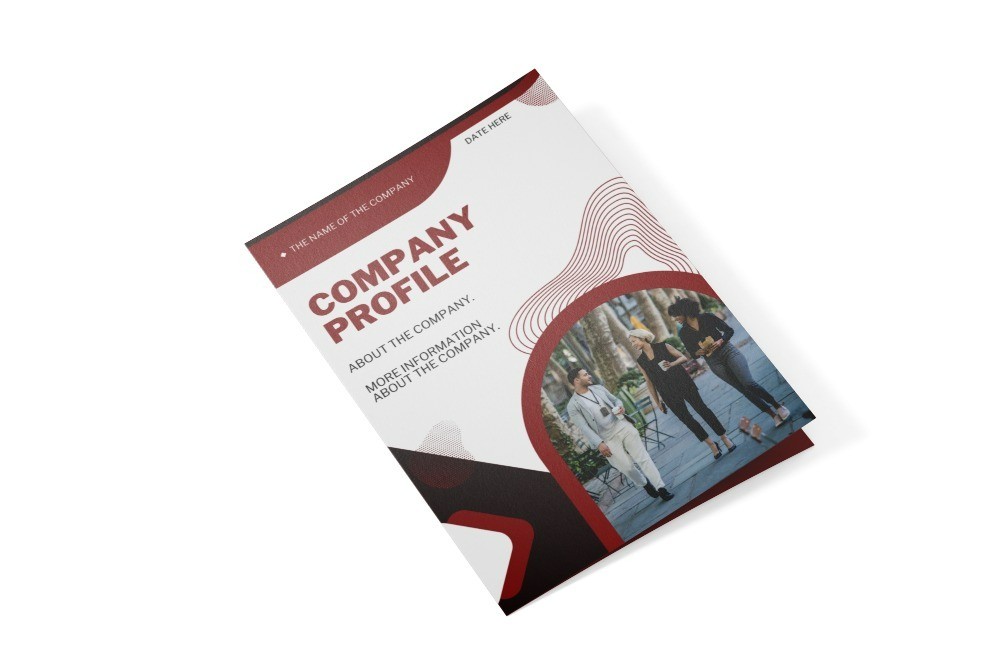 DATE HERE
THE NAME OF THE COMPANY
COMPANY
PROFILE
ABOUT THE COMPANY.
MORE INFORMATION
ABOUT THE COMPANY.